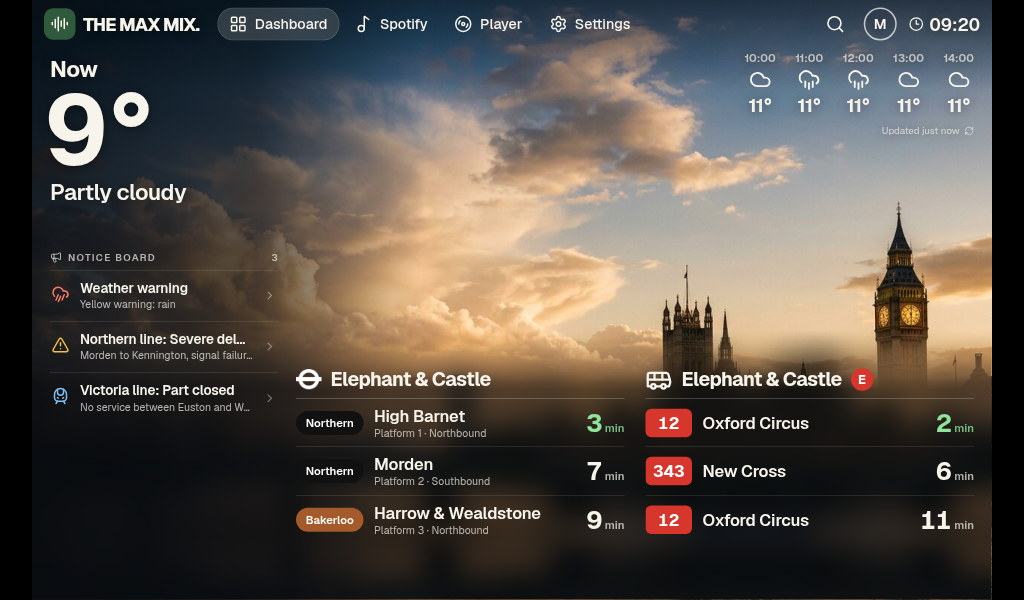 THE MAX MIX.
Dashboard
Spotify
Player
Settings
M
09:20
Now
9°
Partly cloudy
10:00 11:00 12:00 13:00 14:00
11° 11° 11° 11° 11°
Updated just now
NOTICE BOARD 3
Weather warning
Yellow warning: rain
Northern line: Severe del...
Morden to Kennington, signal failur...
Victoria line: Part closed
No service between Euston and W...
Elephant & Castle
Northern High Barnet 3 min
Platform 1 · Northbound
Northern Morden 7 min
Platform 2 · Southbound
Bakerloo Harrow & Wealdstone 9 min
Platform 3 · Northbound
Elephant & Castle E
12 Oxford Circus 2 min
343 New Cross 6 min
12 Oxford Circus 11 min